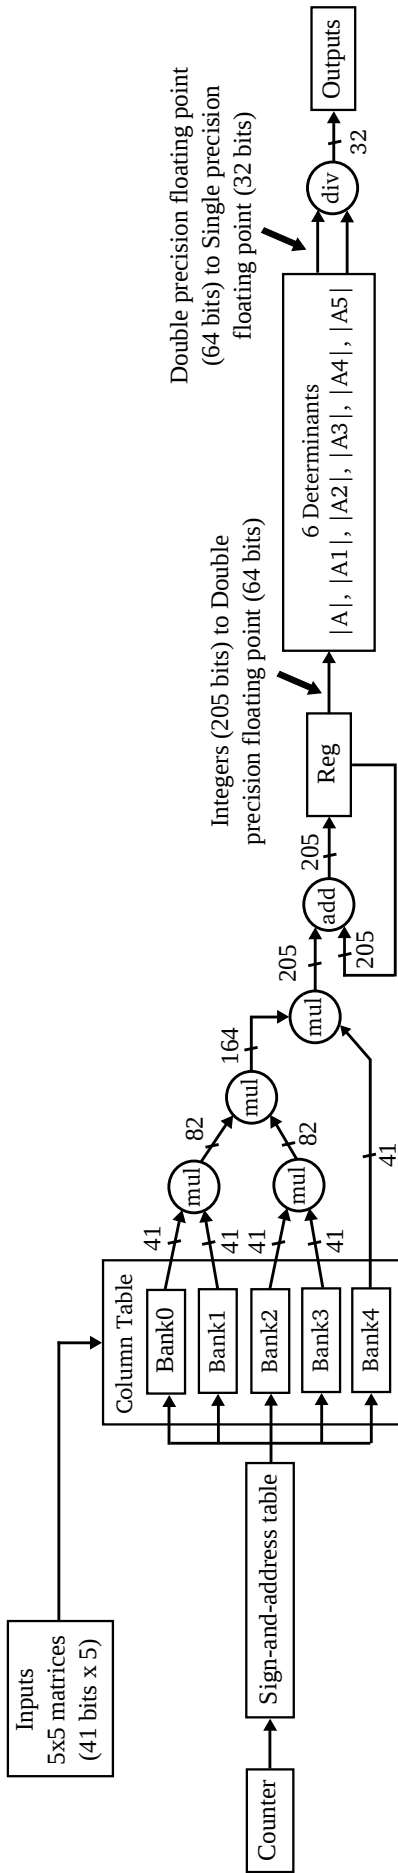 Inputs
5x5 matrices
(41 bits x 5)
Counter
Sign-and-address table
Column Table
Bank0
Bank1
Bank2
Bank3
Bank4
41
41
41
41
41
mul
mul
82
82
mul
164
mul
205
205
add
205
Reg
Integers (205 bits) to Double
precision floating point (64 bits)
6 Determinants
|A|, |A1|, |A2|, |A3|, |A4|, |A5|
Double precision floating point
(64 bits) to Single precision
floating point (32 bits)
div
32
Outputs